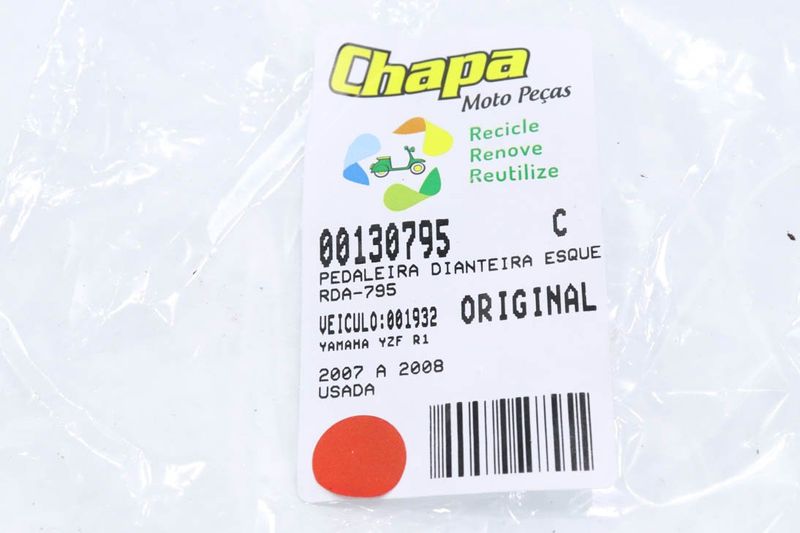 Chapa
Moto Peças
Recicle
Renove
Reutilize
00130795 C
PEDALEIRA DIANTEIRA ESQUE
RDA-795
VEICULO:001932 ORIGINAL
YAMAHA YZF R1
2007 A 2008
USADA